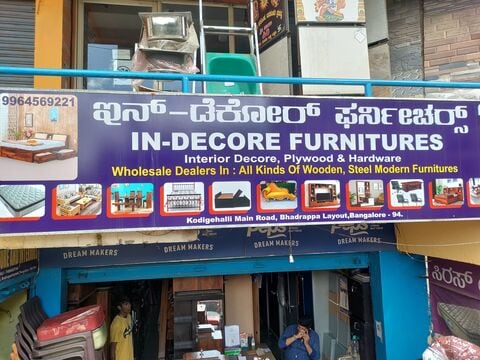 9964569221
ಇನ್-ಡೆಕೋರ್ ಫರ್ನೀಚರ್ಸ್
IN-DECORE FURNITURES
Interior Decore, Plywood & Hardware
Wholesale Dealers In : All Kinds Of Wooden, Steel Modern Furnitures
Kodigehalli Main Road, Bhadrappa Layout, Bangalore - 94.
DREAM MAKERS
DREAM MAKERS
DREAM MAKERS